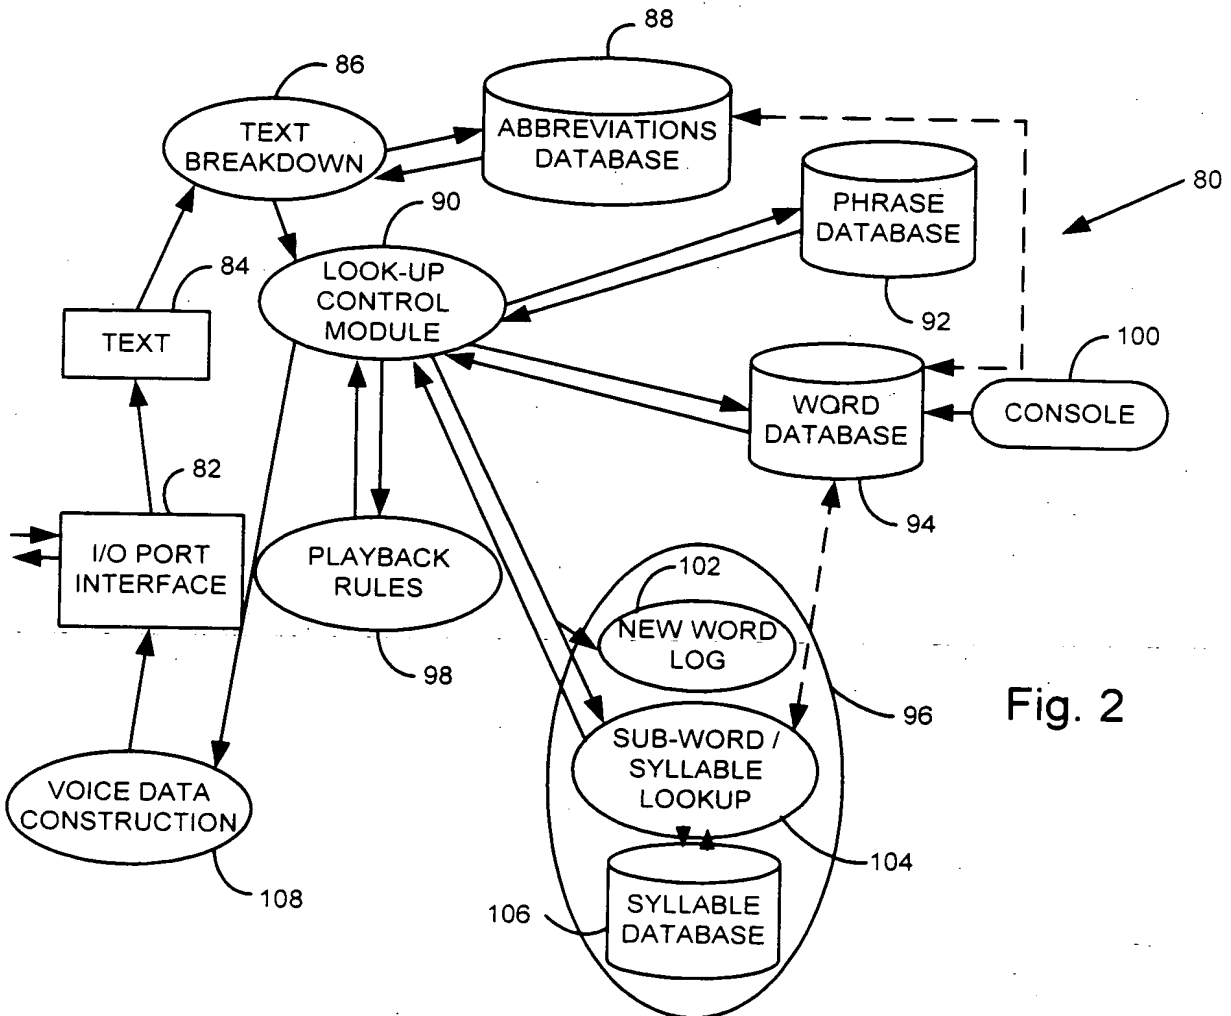 88
86
TEXT
BREAKDOWN
ABBREVIATIONS
DATABASE
80
PHRASE
DATABASE
90
84
LOOK-UP
CONTROL
MODULE
92
TEXT
100
WORD
DATABASE
CONSOLE
82
94
I/O PORT
INTERFACE
PLAYBACK
RULES
102
NEW WORD
LOG
98
96
Fig. 2
SUB-WORD /
SYLLABLE
LOOKUP
VOICE DATA
CONSTRUCTION
104
108
106
SYLLABLE
DATABASE